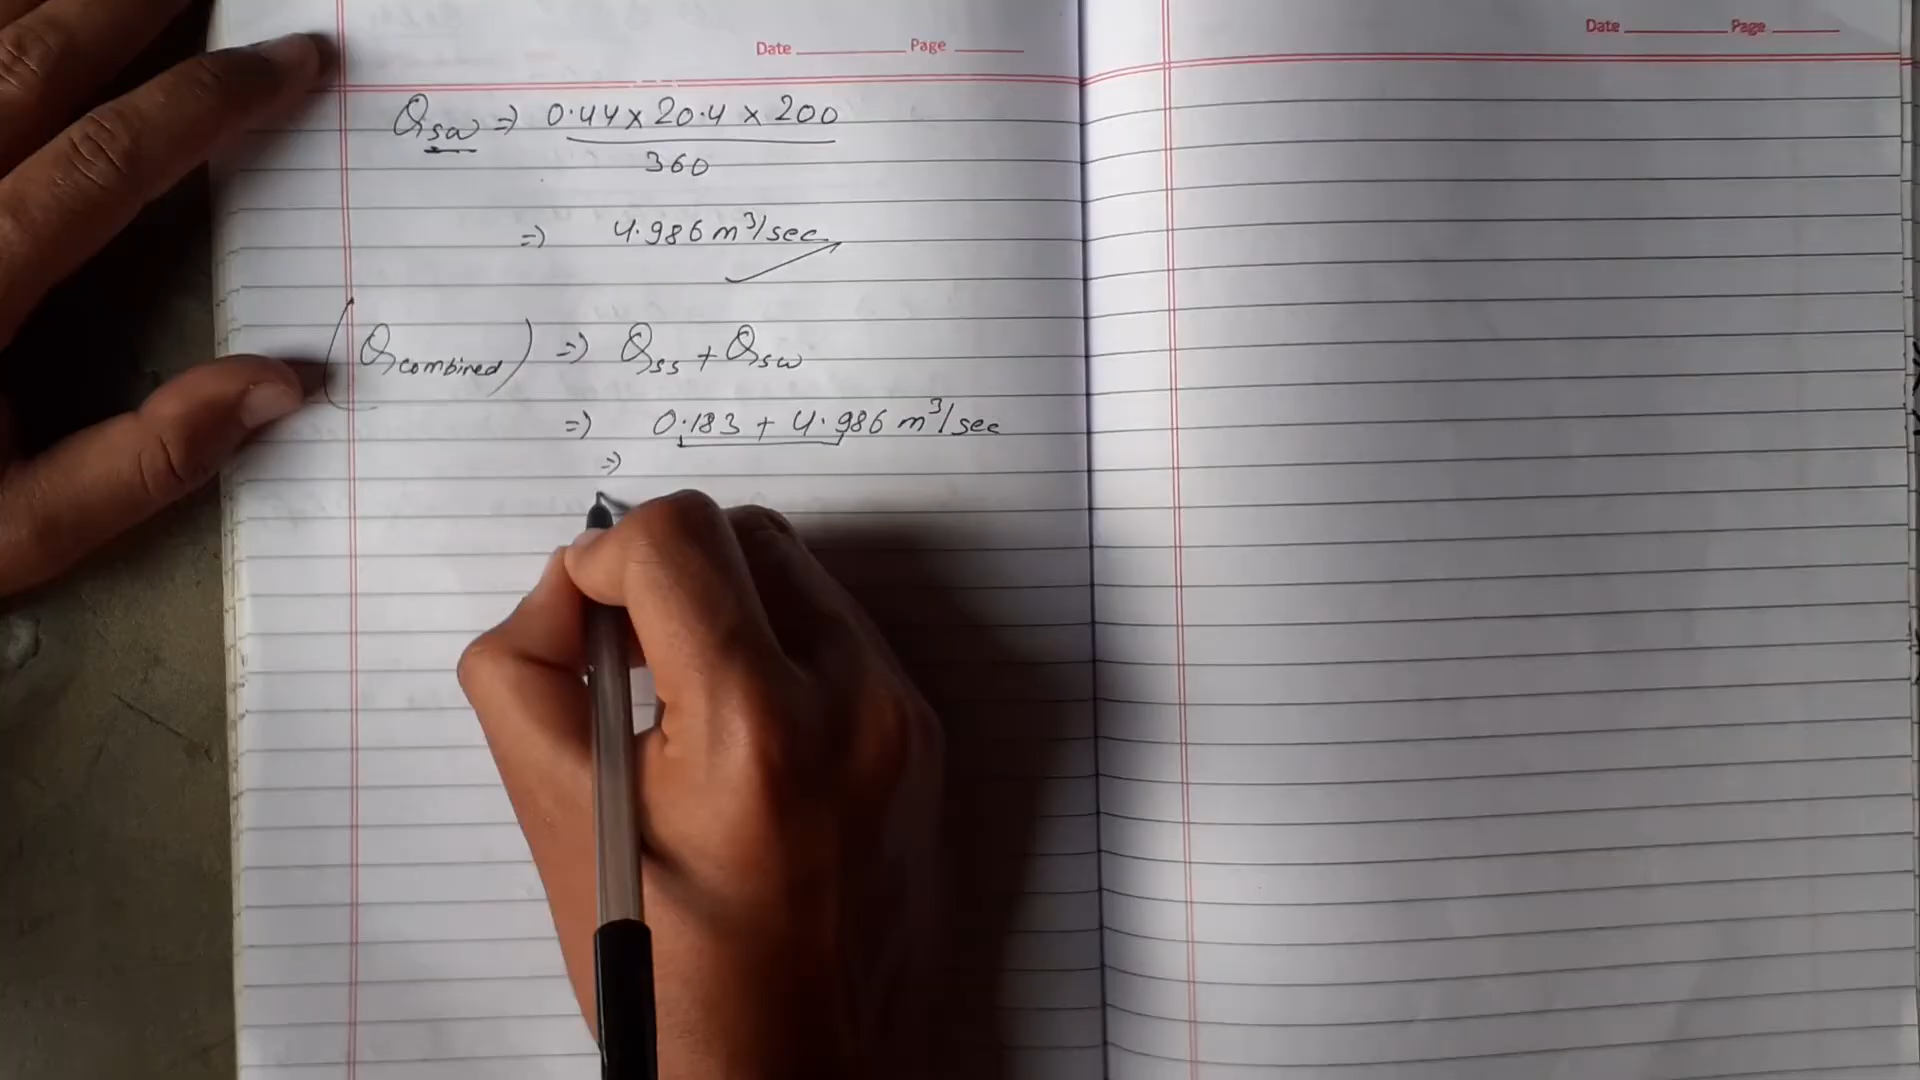 Date Page
Date Page
Qsw ⇒ 0.44 x 20.4 x 200
360
⇒ 4.986 m³/sec
(Qcombined) ⇒ Qss + Qsw
⇒ 0.183 + 4.986 m³/sec
⇒